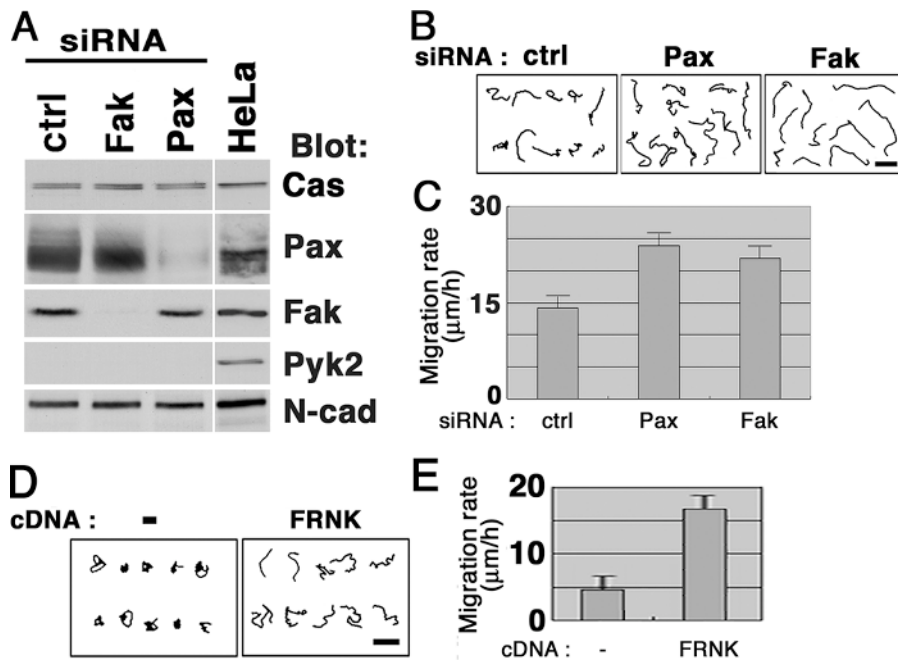 A
siRNA
ctrl
Fak
Pax
HeLa
Blot:
Cas
Pax
Fak
Pyk2
N-cad
B
siRNA : ctrl Pax Fak
C
Migration rate
(μm/h)
30
15
0
siRNA : ctrl Pax Fak
D
cDNA : - FRNK
E
Migration rate
(μm/h)
20
10
0
cDNA : - FRNK